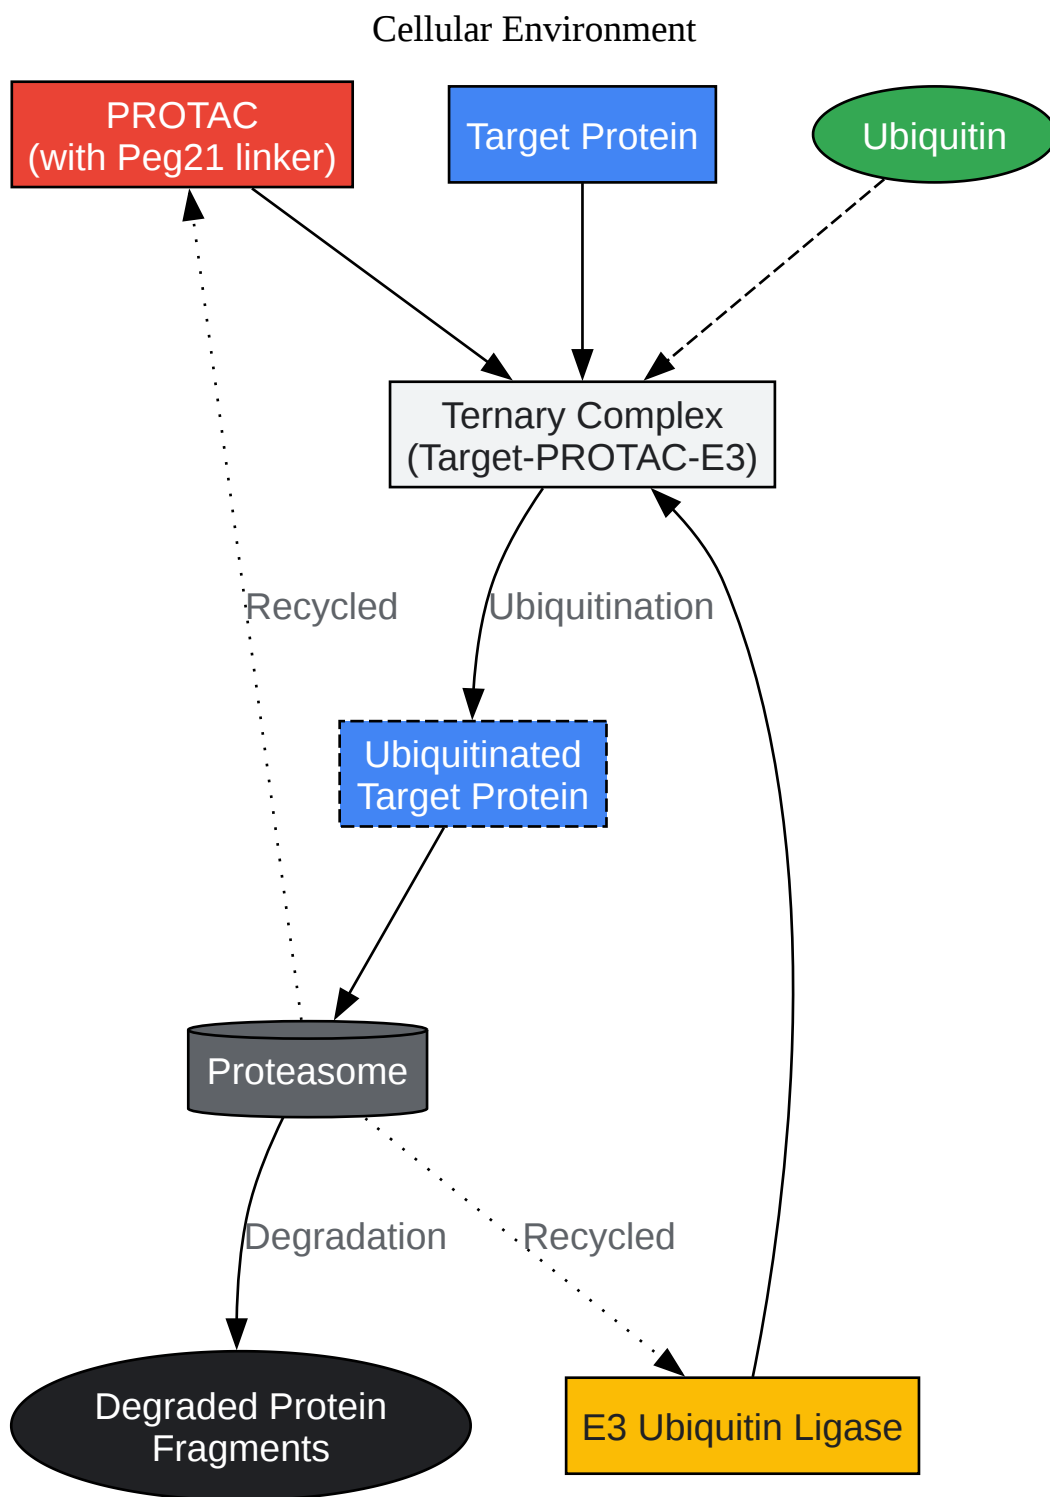 Cellular Environment
PROTAC
(with Peg21 linker)
Target Protein
Ubiquitin
Ternary Complex
(Target-PROTAC-E3)
Recycled
Ubiquitination
Ubiquitinated
Target Protein
Proteasome
Degradation
Recycled
Degraded Protein
Fragments
E3 Ubiquitin Ligase